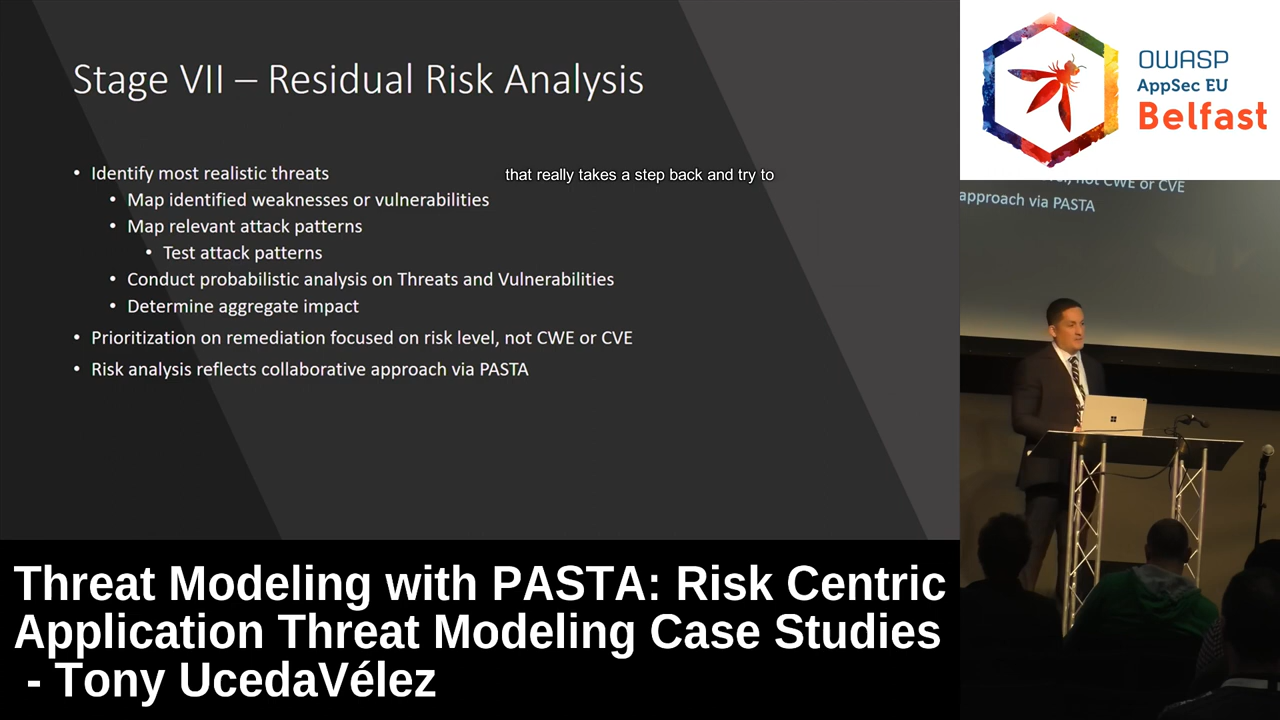 Stage VII – Residual Risk Analysis
• Identify most realistic threats
that really takes a step back and try to
• Map identified weaknesses or vulnerabilities
• Map relevant attack patterns
• Test attack patterns
• Conduct probabilistic analysis on Threats and Vulnerabilities
• Determine aggregate impact
• Prioritization on remediation focused on risk level, not CWE or CVE
• Risk analysis reflects collaborative approach via PASTA
OWASP
AppSec EU
Belfast
not CWE or CVE
approach via PASTA
Threat Modeling with PASTA: Risk Centric
Application Threat Modeling Case Studies
- Tony UcedaVélez